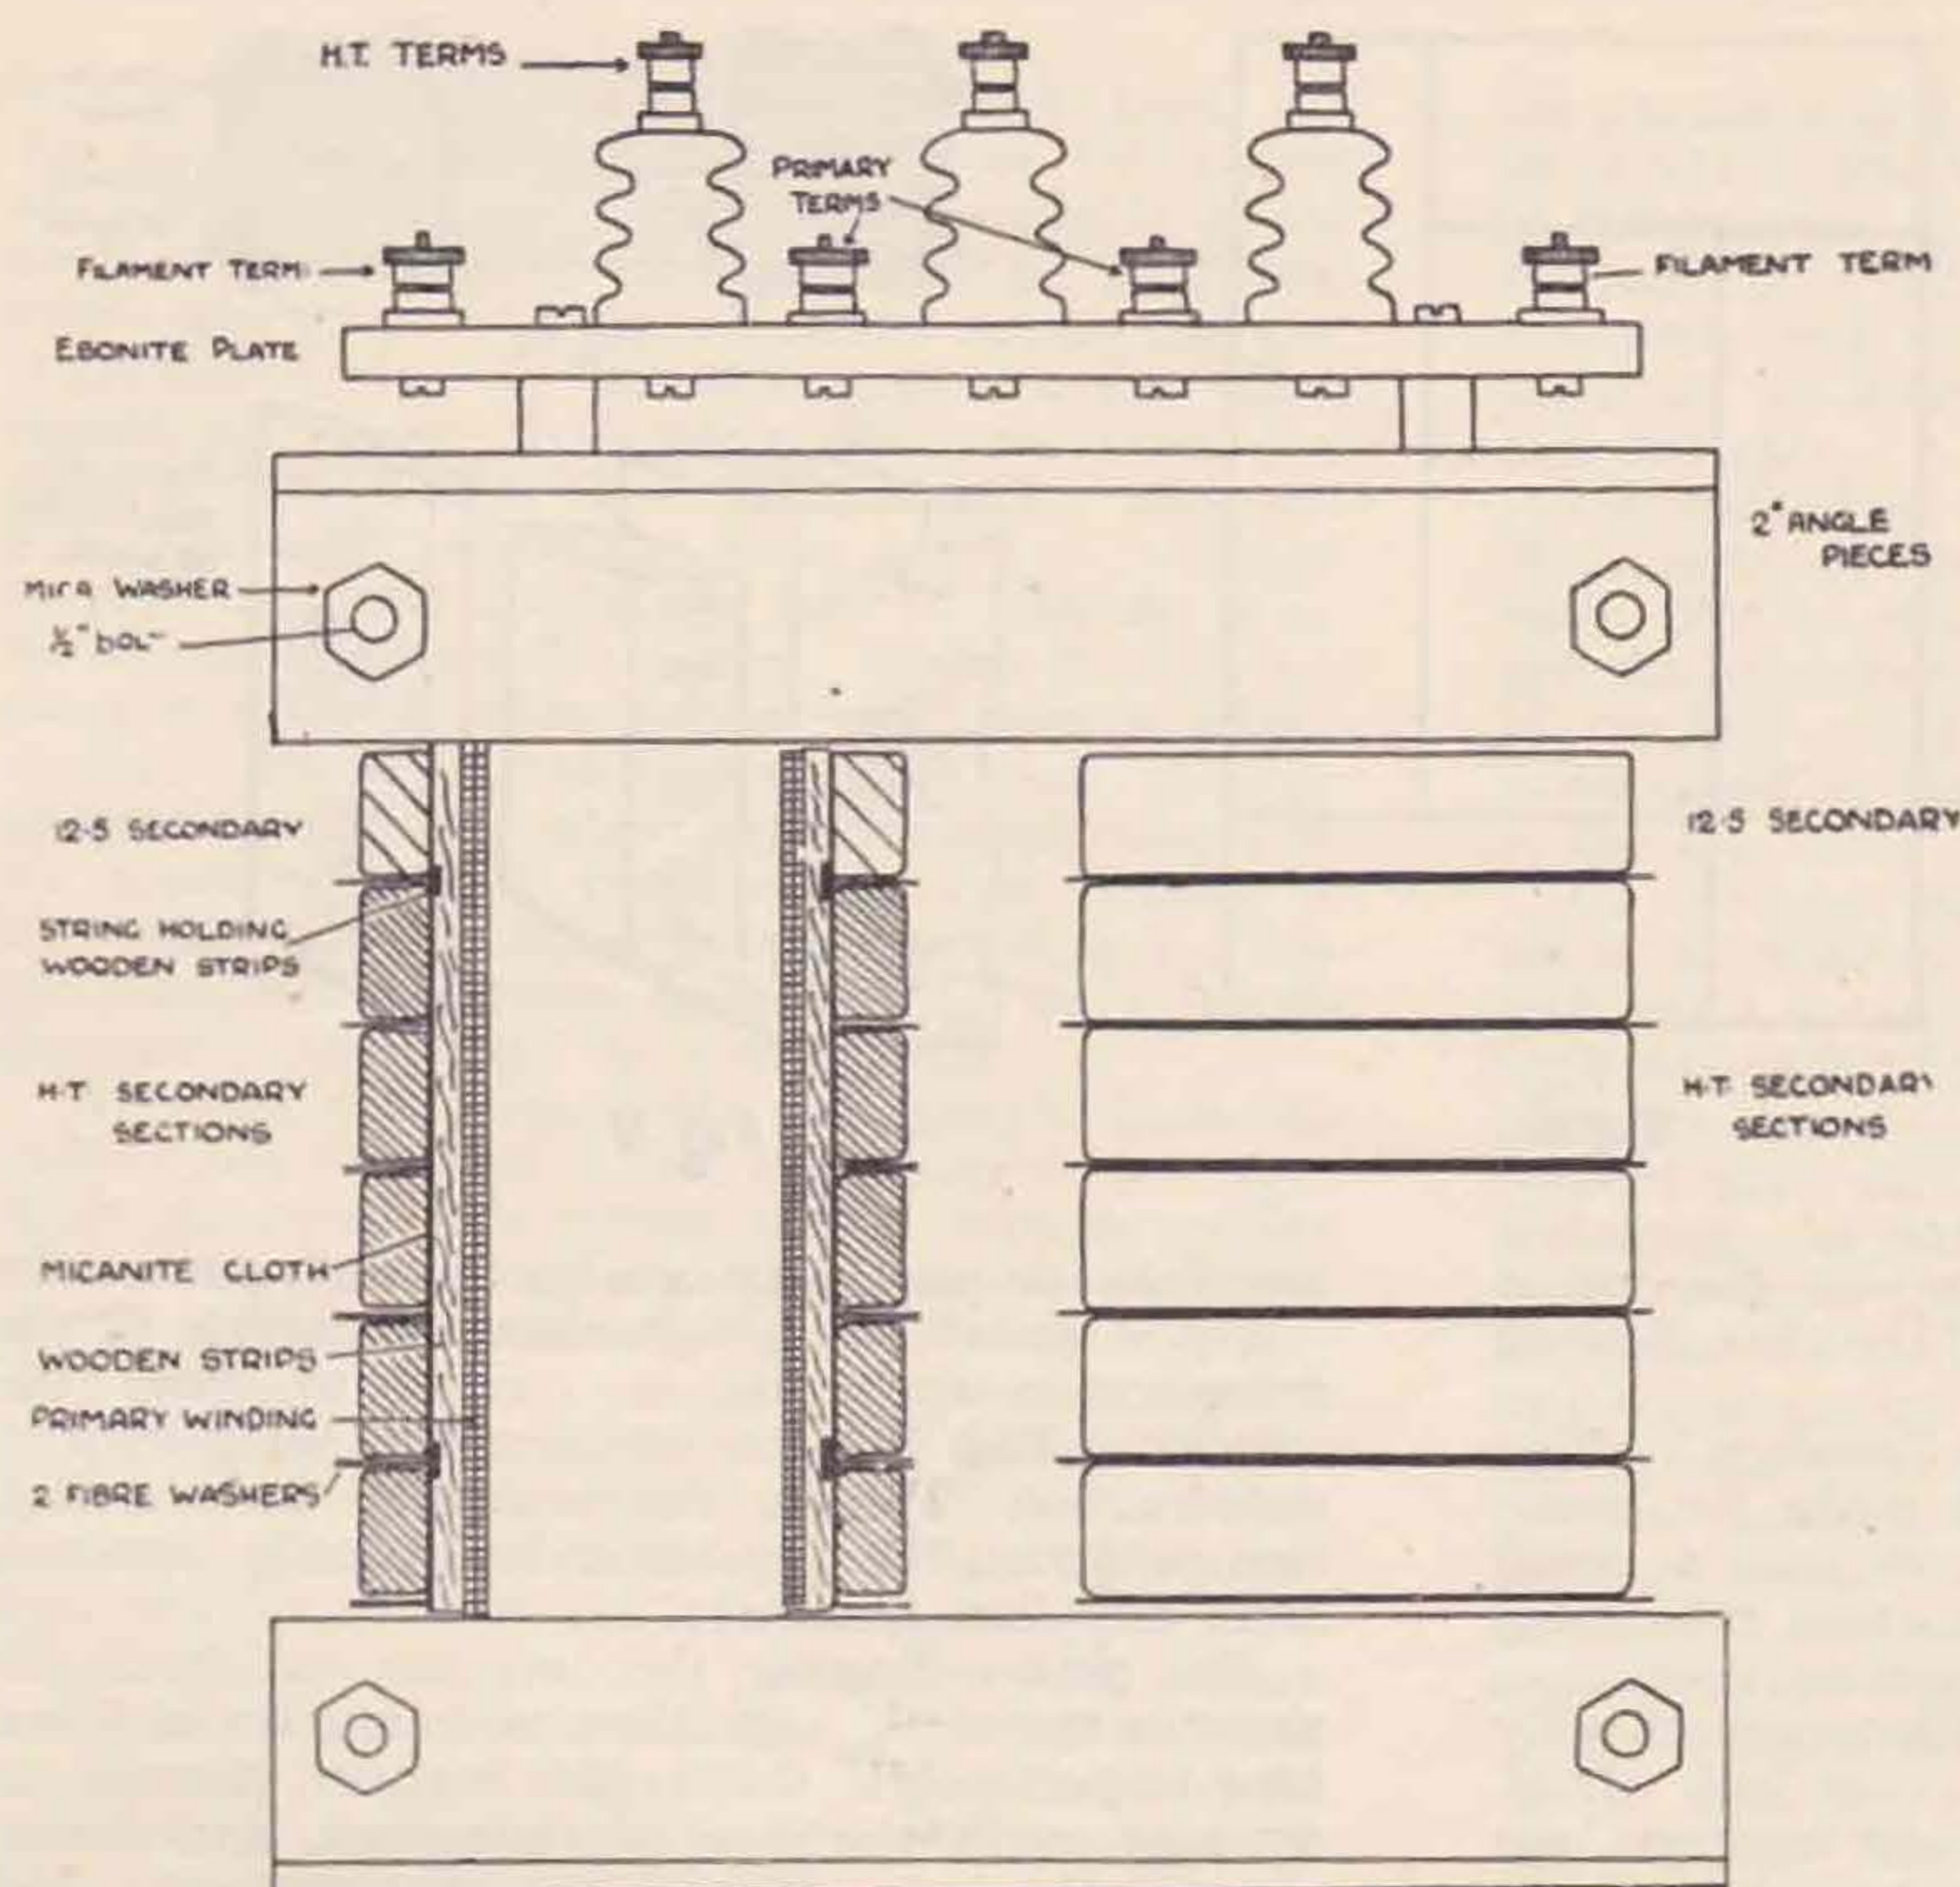 H.T. TERMS
PRIMARY
TERMS
FILAMENT TERM
FILAMENT TERM
EBONITE PLATE
2" ANGLE
PIECES
MICA WASHER
½" BOLT
12.5 SECONDARY
12.5 SECONDARY
STRING HOLDING
WOODEN STRIPS
H.T. SECONDARY
SECTIONS
H.T. SECONDARY
SECTIONS
MICANITE CLOTH
WOODEN STRIPS
PRIMARY WINDING
2 FIBRE WASHERS